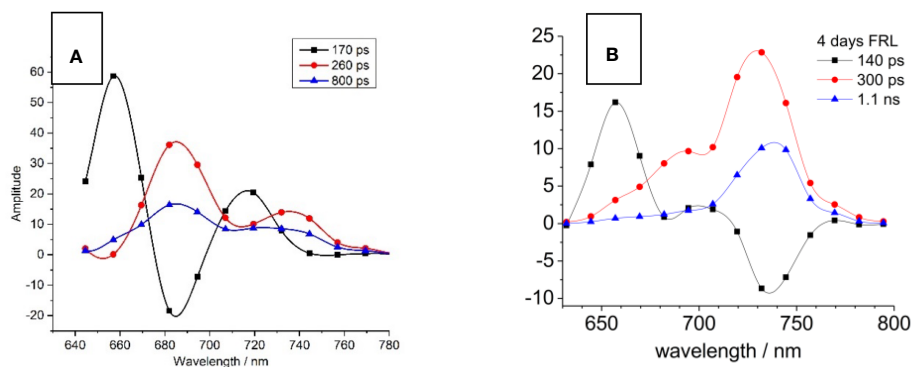 A
170 ps
260 ps
800 ps
Amplitude
60
50
40
30
20
10
0
-10
-20
640 660 680 700 720 740 760 780
Wavelength / nm
B
4 days FRL
140 ps
300 ps
1.1 ns
25
20
15
10
5
0
-5
-10
650 700 750 800
wavelength / nm